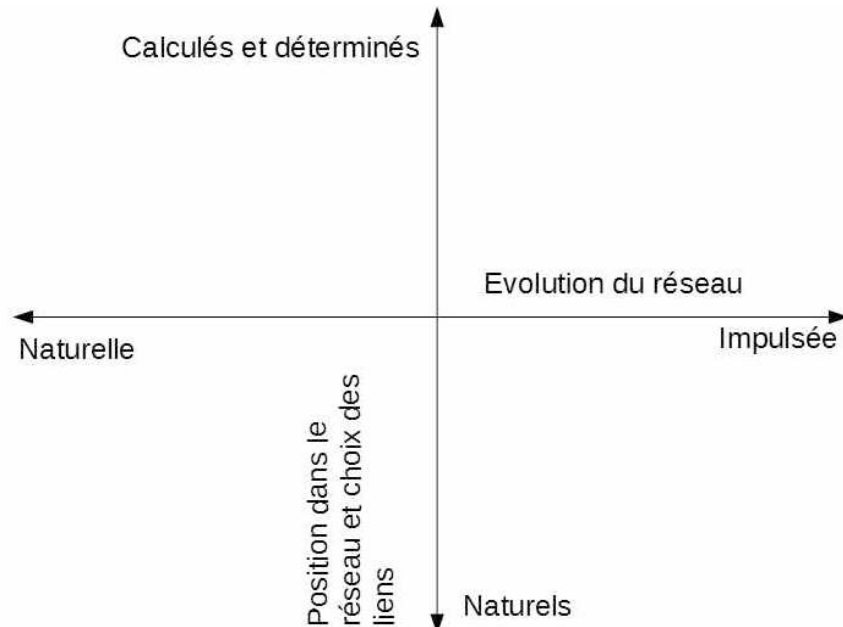 Calculés et déterminés
Evolution du réseau
Naturelle
Impulsée
Position dans le
réseau et choix des
liens
Naturels